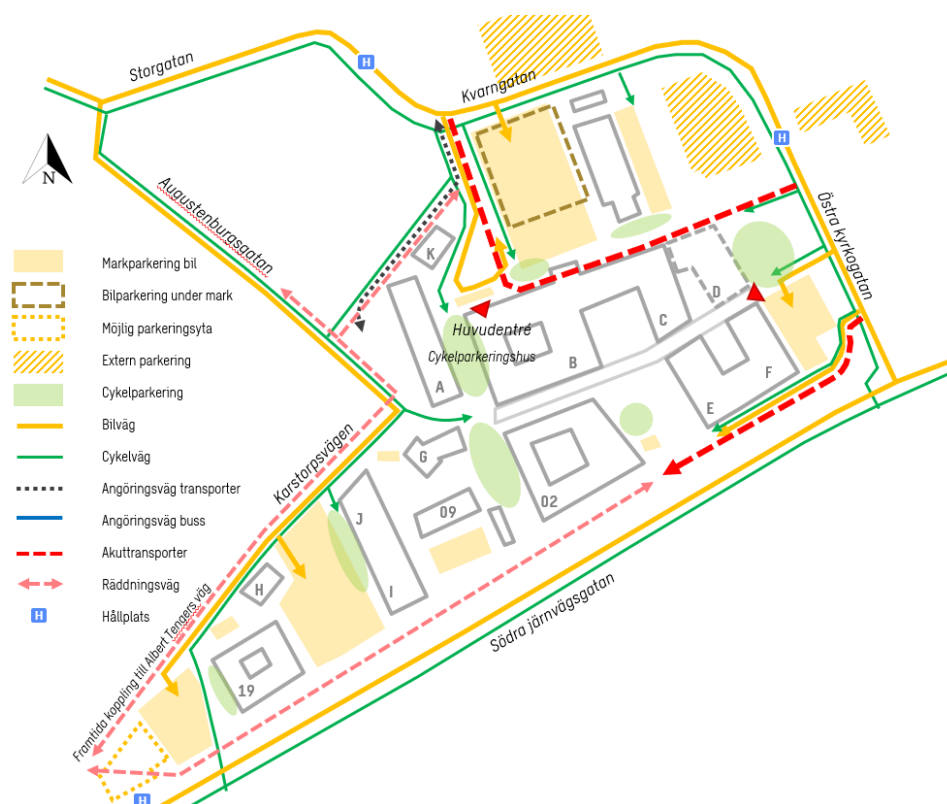 Storgatan
H
Kvarngatan
H
N
Augustenburgsgatan
Östra kyrkogatan
K
Markparkering bil
Bilparkering under mark
Möjlig parkeringsyta
Extern parkering
Cykelparkering
Bilväg
Cykelväg
Angöringsväg transporter
Angöringsväg buss
Akuttransporter
Räddningsväg
H
Hållplats
D
C
Huvudentré
Cykelparkeringshus
B
A
F
E
Karstorpsvägen
G
02
J
09
I
H
19
Södra järnvägsgatan
Framtida koppling till Albert Tengers väg
H